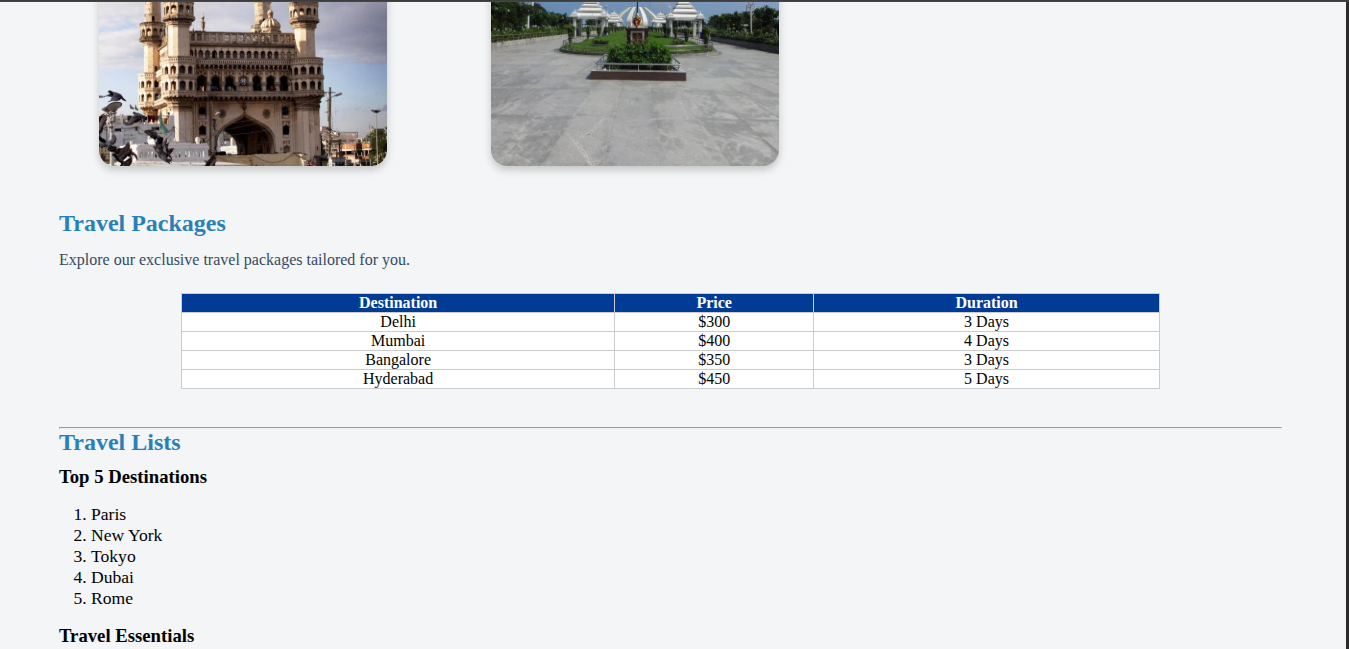 Travel Packages
Explore our exclusive travel packages tailored for you.
Destination Price Duration
Delhi $300 3 Days
Mumbai $400 4 Days
Bangalore $350 3 Days
Hyderabad $450 5 Days
Travel Lists
Top 5 Destinations
1. Paris
2. New York
3. Tokyo
4. Dubai
5. Rome
Travel Essentials